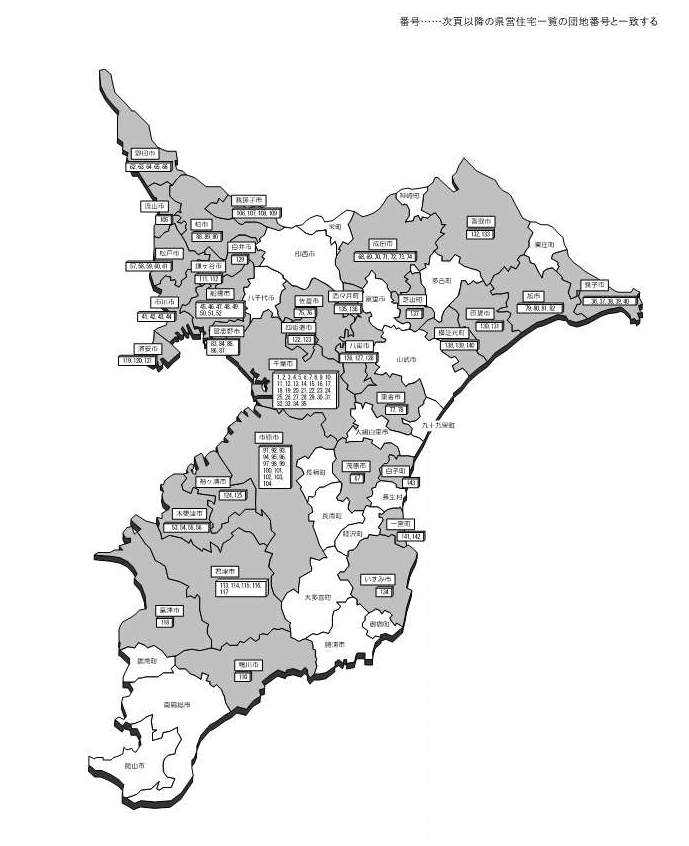 番号……次頁以降の県営住宅一覧の団地番号と一致する
野田市
62, 63, 64, 65, 66
流山市
105
我孫子市
106, 107, 108, 109
柏市
88, 89, 90
神崎町
香取市
132, 133
栄町
東庄町
松戸市
57, 58, 59, 60, 61
鎌ケ谷市
111, 112
白井市
129
印西市
成田市
68, 69, 70, 71, 72, 73, 74
多古町
銚子市
36, 37, 38, 39, 40
市川市
41, 42, 43, 44
船橋市
45, 46, 47, 48, 49,
50, 51, 52
八千代市
佐倉市
75, 76
酒々井町
135, 136
富里市
芝山町
137
匝瑳市
130, 131
旭市
79, 80, 81, 82
浦安市
119, 120, 121
習志野市
83, 84, 85,
86, 87
四街道市
122, 123
八街市
126, 127, 128
横芝光町
138, 139, 140
山武市
千葉市
1, 2, 3, 4, 5, 6, 7, 8, 9, 10,
11, 12, 13, 14, 15, 16, 17,
18, 19, 20, 21, 22, 23, 24,
25, 26, 27, 28, 29, 30, 31,
32, 33, 34, 35
東金市
77, 78
九十九里町
大網白里市
市原市
91, 92, 93,
94, 95, 96,
97, 98, 99,
100, 101,
102, 103,
104
長柄町
茂原市
67
白子町
143
袖ヶ浦市
124, 125
長生村
木更津市
53, 54, 55, 56
長南町
睦沢町
一宮町
141, 142
君津市
113, 114, 115, 116,
117
いすみ市
134
大多喜町
富津市
118
御宿町
勝浦市
鋸南町
鴨川市
110
南房総市
館山市